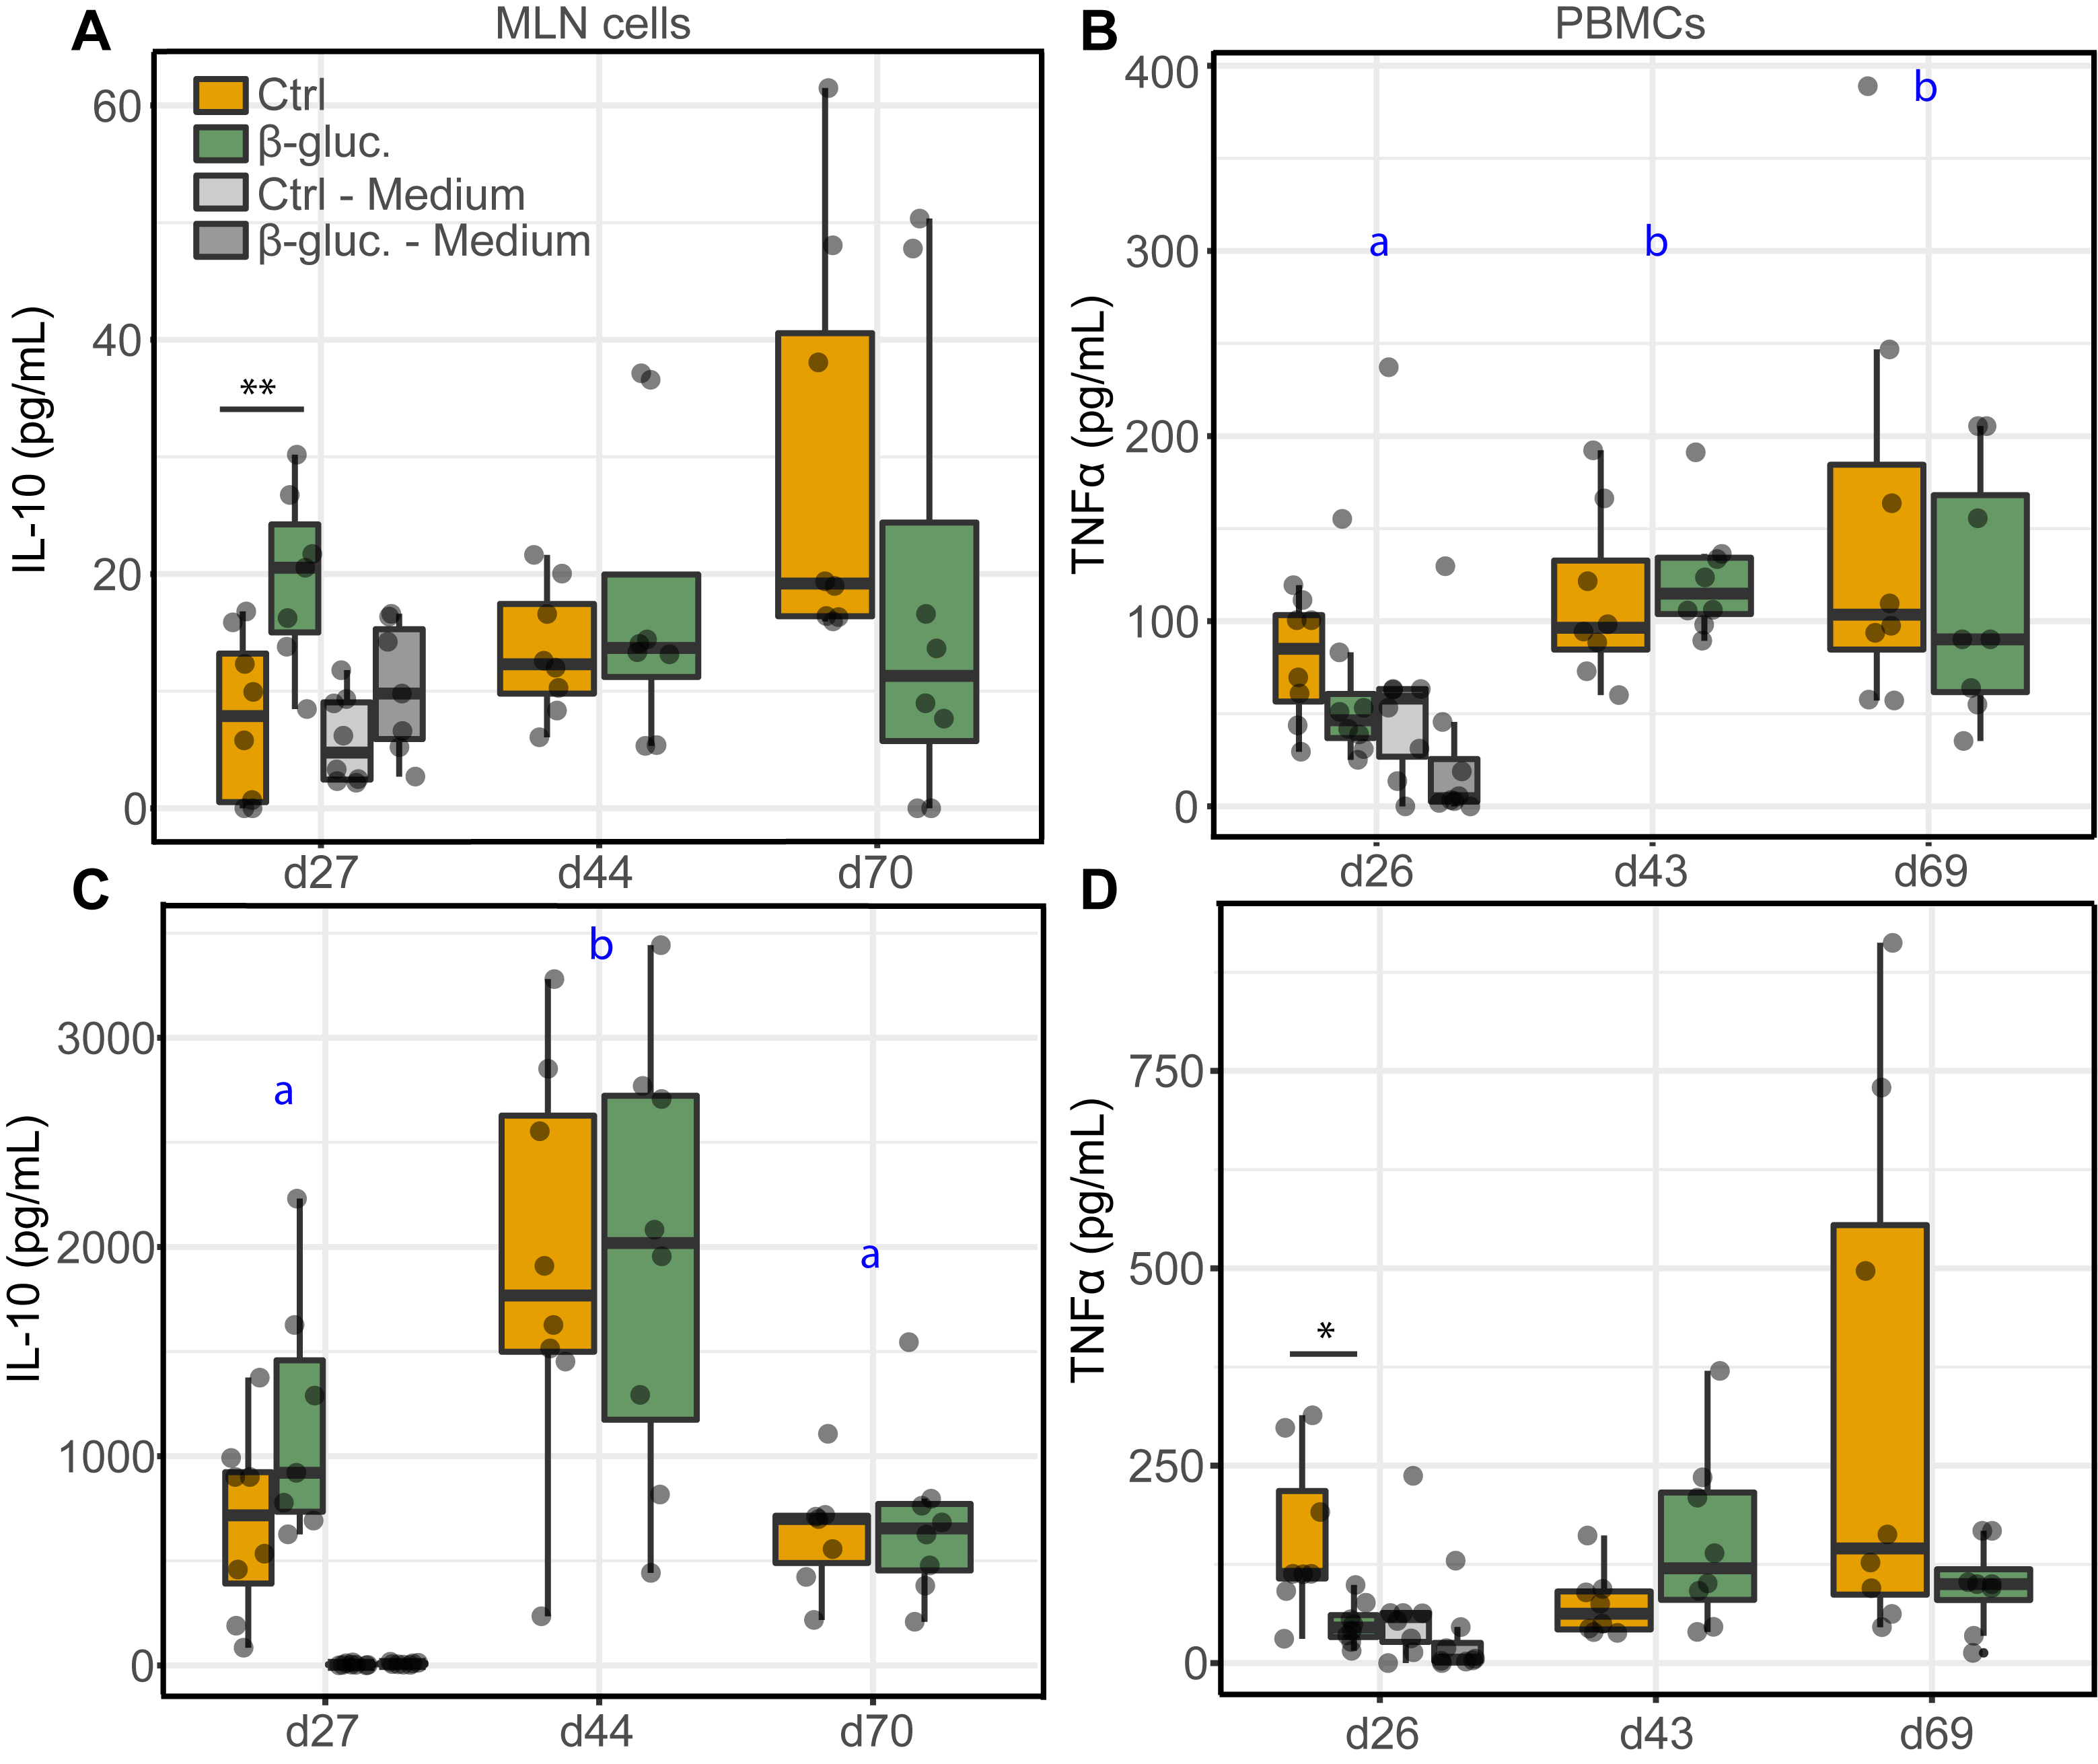 A
MLN cells
IL-10 (pg/mL)
60
40
20
0
Ctrl
β-gluc.
Ctrl - Medium
β-gluc. - Medium
**
d27
d44
d70
B
PBMCs
TNFα (pg/mL)
400
300
200
100
0
a
b
b
d26
d43
d69
C
IL-10 (pg/mL)
3000
2000
1000
0
a
b
a
d27
d44
d70
D
TNFα (pg/mL)
750
500
250
0
*
d26
d43
d69